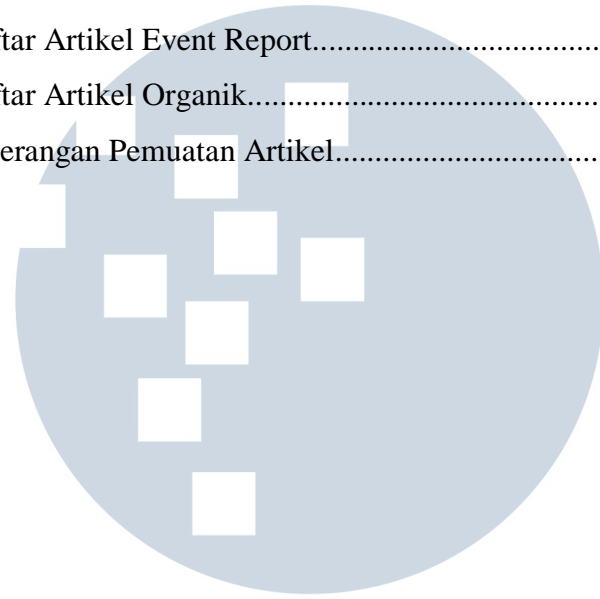 ftar Artikel Event Report...................................
ftar Artikel Organik...........................................
erangan Pemuatan Artikel................................